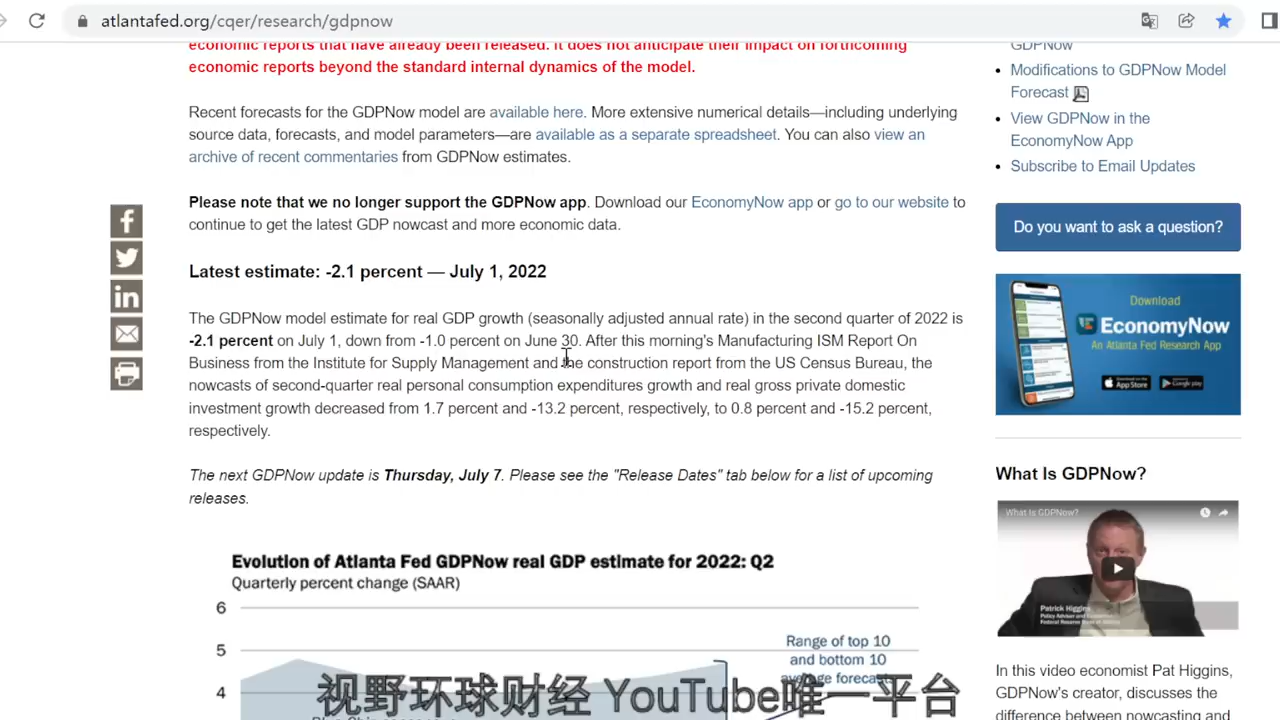 atlantafed.org/cqer/research/gdpnow
economic reports that have already been released. It does not anticipate their impact on forthcoming
economic reports beyond the standard internal dynamics of the model.
Recent forecasts for the GDPNow model are available here. More extensive numerical details—including underlying
source data, forecasts, and model parameters—are available as a separate spreadsheet. You can also view an
archive of recent commentaries from GDPNow estimates.
Please note that we no longer support the GDPNow app. Download our EconomyNow app or go to our website to
continue to get the latest GDP nowcast and more economic data.
Latest estimate: -2.1 percent — July 1, 2022
The GDPNow model estimate for real GDP growth (seasonally adjusted annual rate) in the second quarter of 2022 is
-2.1 percent on July 1, down from -1.0 percent on June 30. After this morning's Manufacturing ISM Report On
Business from the Institute for Supply Management and the construction report from the US Census Bureau, the
nowcasts of second-quarter real personal consumption expenditures growth and real gross private domestic
investment growth decreased from 1.7 percent and -13.2 percent, respectively, to 0.8 percent and -15.2 percent,
respectively.
The next GDPNow update is Thursday, July 7. Please see the "Release Dates" tab below for a list of upcoming
releases.
Evolution of Atlanta Fed GDPNow real GDP estimate for 2022: Q2
Quarterly percent change (SAAR)
6
5
4
Range of top 10
and bottom 10
average forecasts
视野环球财经 YouTube唯一平台
GDPNow
Modifications to GDPNow Model
Forecast
View GDPNow in the
EconomyNow App
Subscribe to Email Updates
Do you want to ask a question?
Download
EconomyNow
An Atlanta Fed Research App
App Store
Google play
What Is GDPNow?
What Is GDPNow?
Patrick Higgins
In this video economist Pat Higgins,
GDPNow's creator, discusses the
difference between nowcasting and